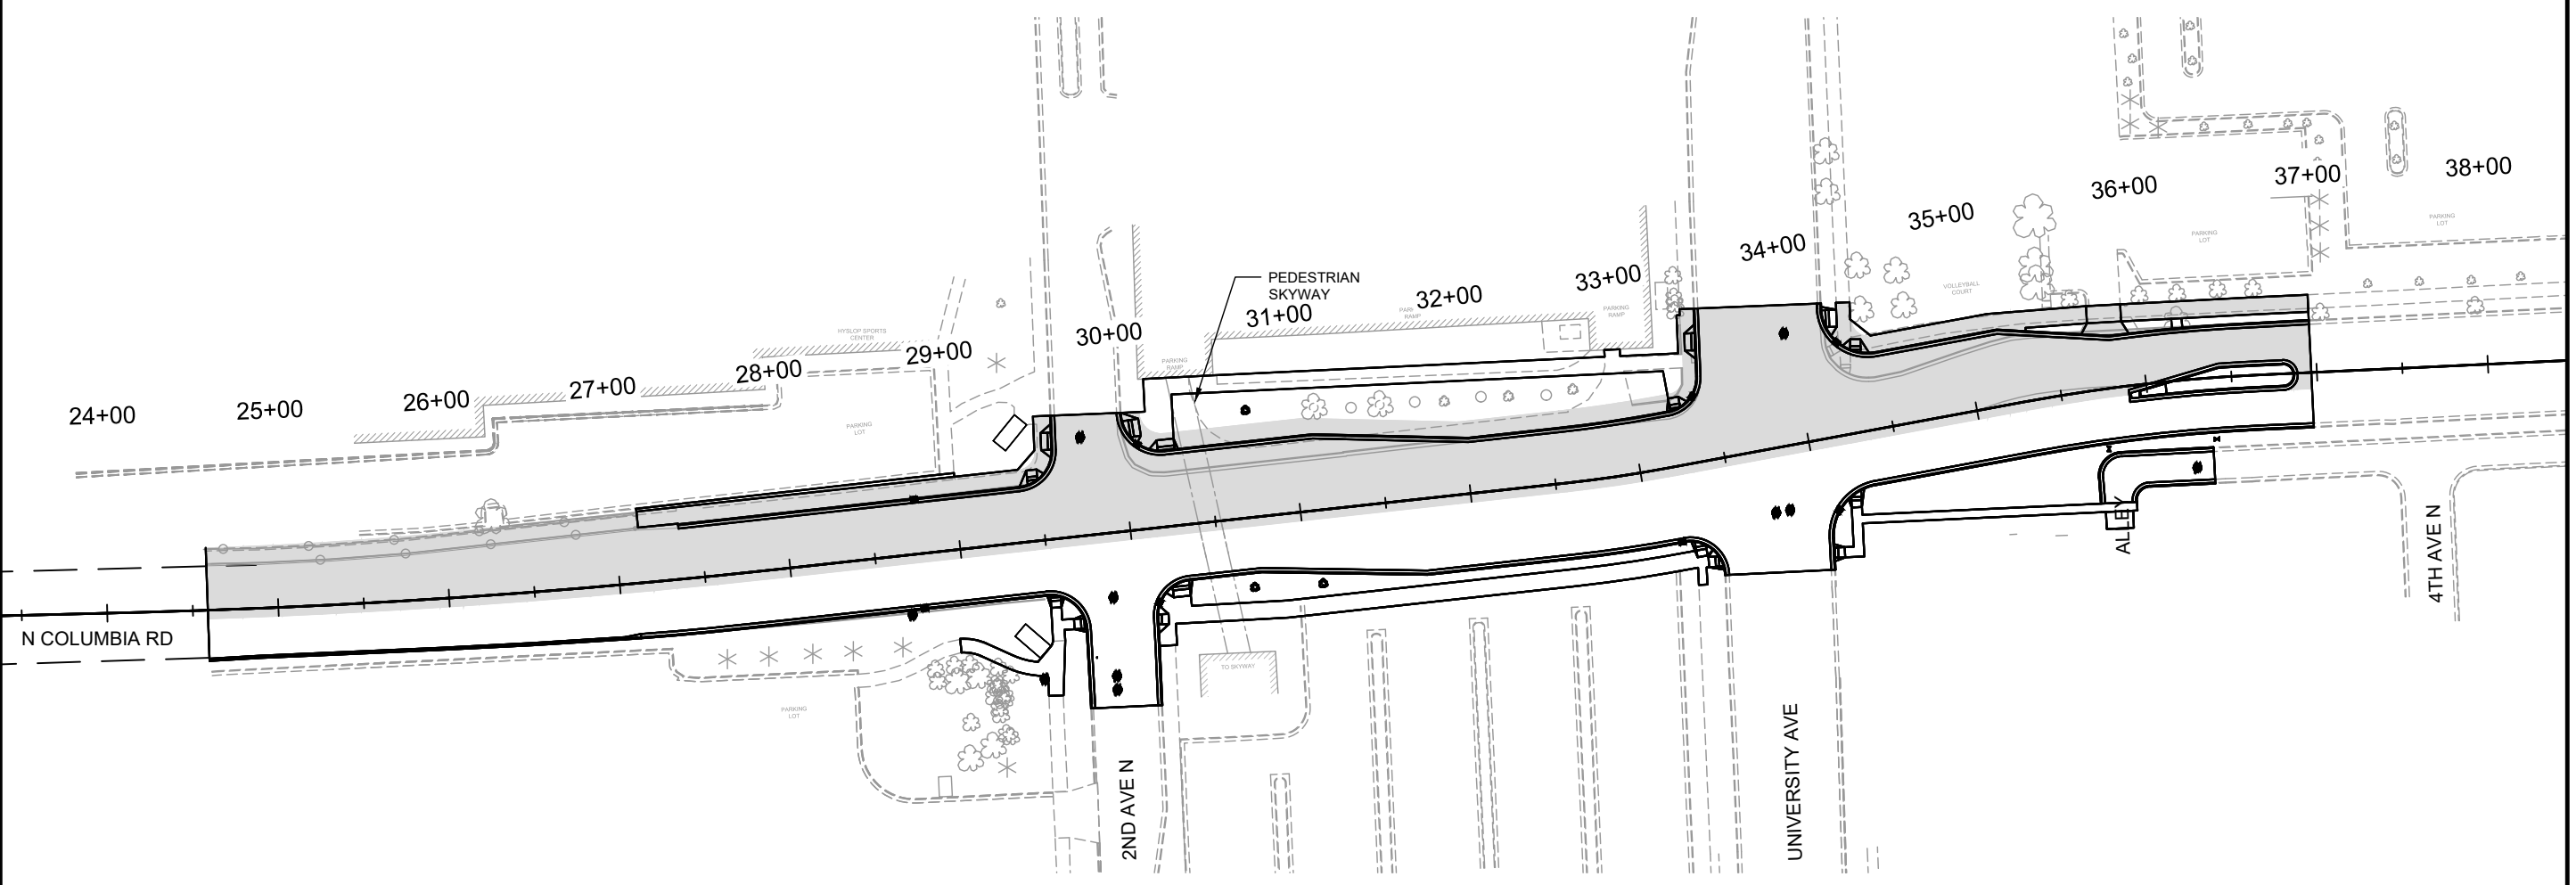 24+00
25+00
26+00
27+00
28+00
29+00
30+00
31+00
32+00
33+00
34+00
35+00
36+00
37+00
38+00
PEDESTRIAN
SKYWAY
HYSLOP SPORTS
CENTER
PARKING
LOT
PARKING
RAMP
RAMP
PARKING
RAMP
VOLLEYBALL
COURT
PARKING
LOT
PARKING
LOT
N COLUMBIA RD
PARKING
LOT
TO SKYWAY
2ND AVE N
UNIVERSITY AVE
ALLEY
4TH AVE N